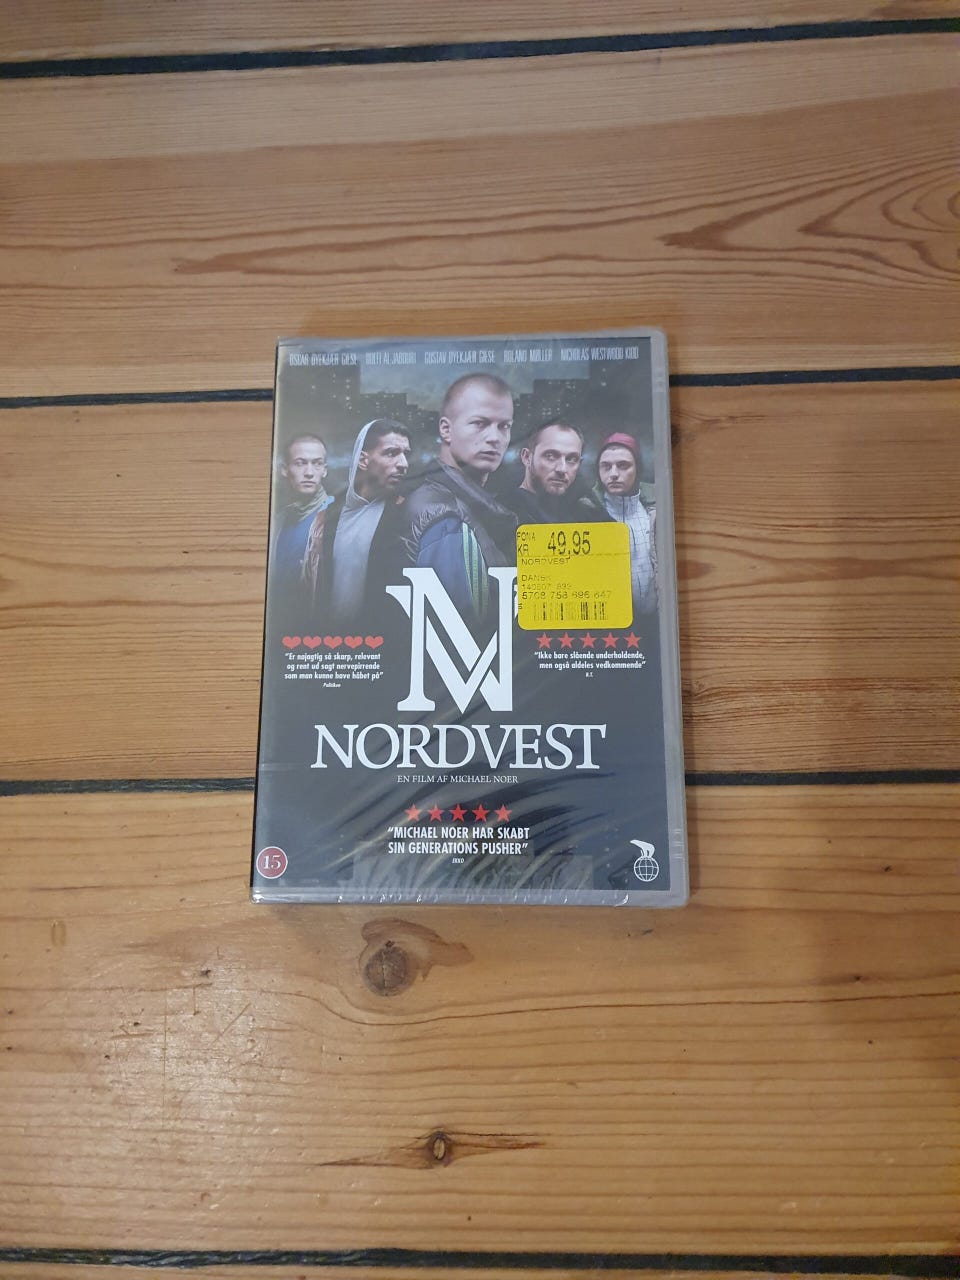 OSCAR DYEKJÆR GIESE DULFI AL-JABOURI GUSTAV DYEKJÆR GIESE ROLAND MØLLER NICHOLAS WESTWOOD KIDD
FONA
KR 49,95
NORDVEST
DANSK
5708 758 696 647
"Er nøjagtig så skarp, relevant
og rent ud sagt nervepirrende
som man kunne have håbet på"
Politiken
"Ikke bare slående underholdende,
men også aldeles vedkommende"
B.T.
N
NORDVEST
EN FILM AF MICHAEL NOER
"MICHAEL NOER HAR SKABT
SIN GENERATIONS PUSHER"
EKKO
15